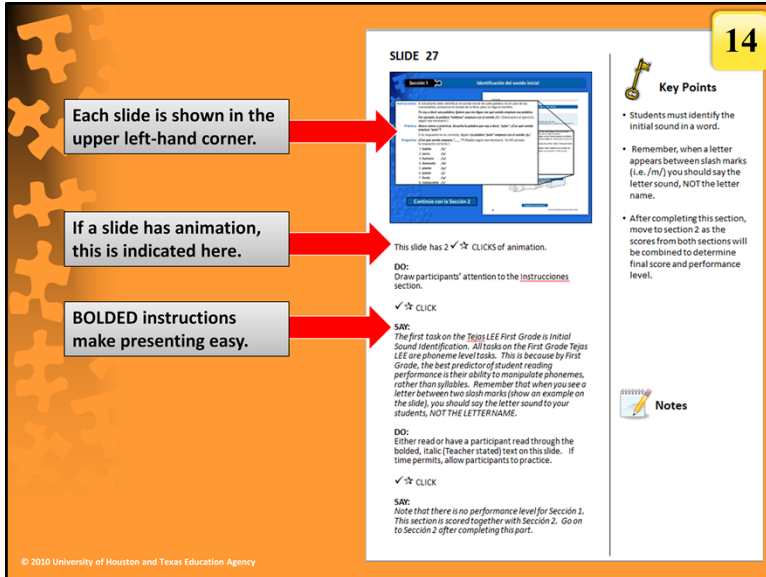 14
Each slide is shown in the
upper left-hand corner.
If a slide has animation,
this is indicated here.
BOLDED instructions
make presenting easy.
SLIDE 27
Sección 1
Identificación del sonido inicial
Continúe con la Sección 2
This slide has 2 ✓☆ CLICKS of animation.
DO:
Draw participants' attention to the Instrucciones
section.
✓☆ CLICK
SAY:
The first task on the Tejas LEE First Grade is Initial
Sound Identification. All tasks on the First Grade Tejas
LEE are phoneme level tasks. This is because by First
Grade, the best predictor of student reading
performance is their ability to manipulate phonemes,
rather than syllables. Remember that when you see a
letter between two slash marks (show an example on
the slide), you should say the letter sound to your
students, NOT THE LETTER NAME.
DO:
Either read or have a participant read through the
bolded, italic (Teacher stated) text on this slide. If
time permits, allow participants to practice.
✓☆ CLICK
SAY:
Note that there is no performance level for Sección 1.
This section is scored together with Sección 2. Go on
to Sección 2 after completing this part.
Key Points
• Students must identify the
initial sound in a word.
• Remember, when a letter
appears between slash marks
(i.e. /m/) you should say the
letter sound, NOT the letter
name.
• After completing this section,
move to section 2 as the
scores from both sections will
be combined to determine
final score and performance
level.
Notes
© 2010 University of Houston and Texas Education Agency